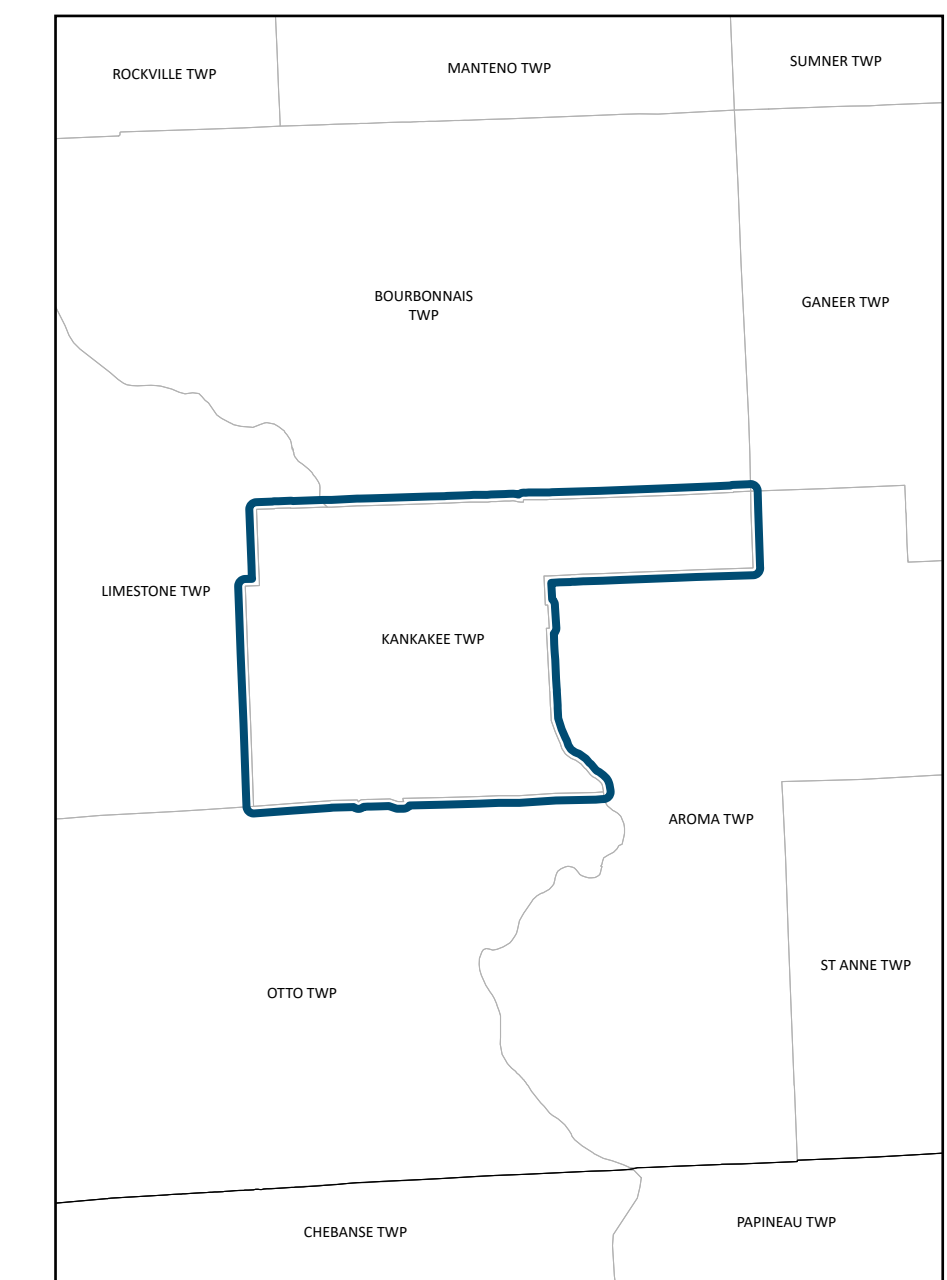 ROCKVILLE TWP
MANTENO TWP
SUMNER TWP
BOURBONNAIS
TWP
GANEER TWP
LIMESTONE TWP
KANKAKEE TWP
AROMA TWP
ST ANNE TWP
OTTO TWP
CHEBANSE TWP
PAPINEAU TWP